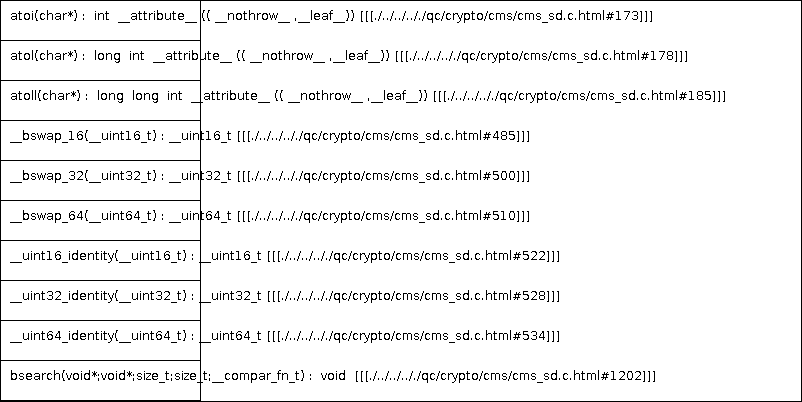 atoi(char*) : int __attribute__ (( __nothrow__ ,__leaf__)) [[[./../../././qc/crypto/cms/cms_sd.c.html#173]]]
atol(char*) : long int __attribute__ (( __nothrow__ ,__leaf__)) [[[./../../././qc/crypto/cms/cms_sd.c.html#178]]]
atoll(char*) : long long int __attribute__ (( __nothrow__ ,__leaf__)) [[[./../../././qc/crypto/cms/cms_sd.c.html#185]]]
__bswap_16(__uint16_t) : __uint16_t [[[./../../././qc/crypto/cms/cms_sd.c.html#485]]]
__bswap_32(__uint32_t) : __uint32_t [[[./../../././qc/crypto/cms/cms_sd.c.html#500]]]
__bswap_64(__uint64_t) : __uint64_t [[[./../../././qc/crypto/cms/cms_sd.c.html#510]]]
__uint16_identity(__uint16_t) : __uint16_t [[[./../../././qc/crypto/cms/cms_sd.c.html#522]]]
__uint32_identity(__uint32_t) : __uint32_t [[[./../../././qc/crypto/cms/cms_sd.c.html#528]]]
__uint64_identity(__uint64_t) : __uint64_t [[[./../../././qc/crypto/cms/cms_sd.c.html#534]]]
bsearch(void*;void*;size_t;size_t;__compar_fn_t) : void [[[./../../././qc/crypto/cms/cms_sd.c.html#1202]]]